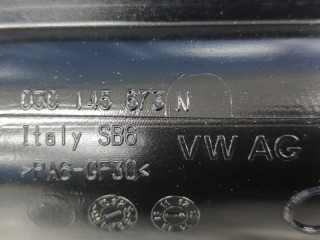 03C 145 673 N
Italy SB6
VW AG
>PA6-GF30<